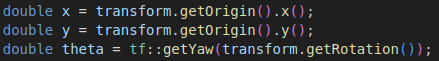 double x = transform.getOrigin().x();
double y = transform.getOrigin().y();
double theta = tf::getYaw(transform.getRotation());